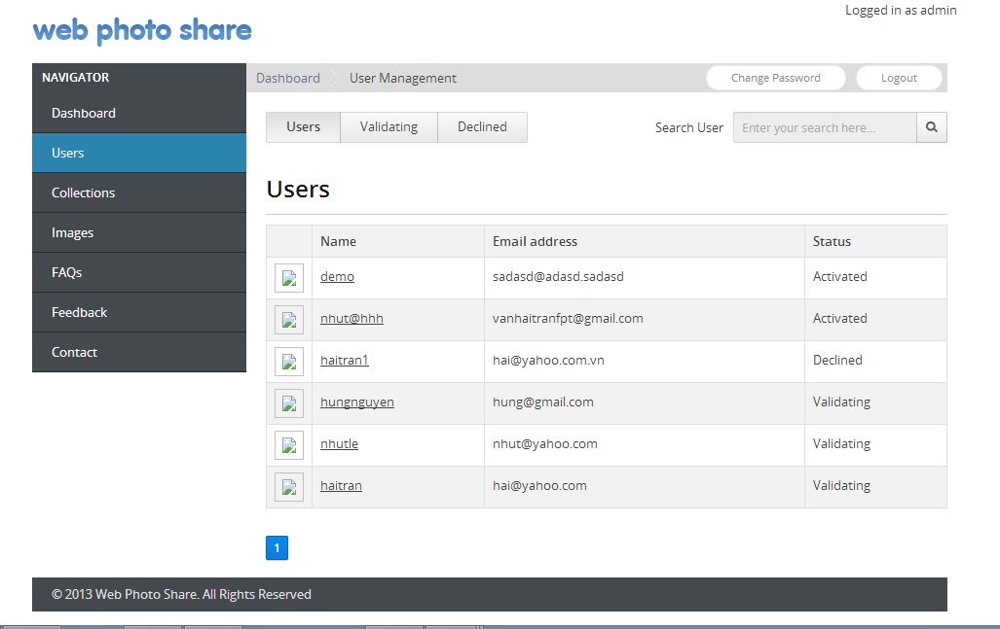 Logged in as admin
web photo share
NAVIGATOR
Dashboard
Users
Collections
Images
FAQs
Feedback
Contact
Dashboard User Management Change Password Logout
Users Validating Declined Search User Enter your search here...
Users
Name Email address Status
demo sadasd@adasd.sadasd Activated
nhut@hhh vanhaitranfpt@gmail.com Activated
haitran1 hai@yahoo.com.vn Declined
hungnguyen hung@gmail.com Validating
nhutle nhut@yahoo.com Validating
haitran hai@yahoo.com Validating
1
© 2013 Web Photo Share. All Rights Reserved